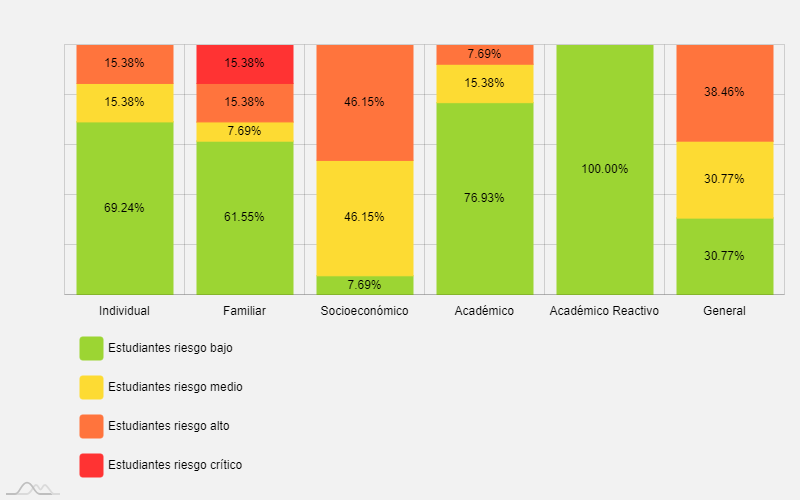 15.38% 15.38% 7.69%
15.38% 15.38% 46.15% 15.38% 38.46%
7.69%
69.24% 61.55% 46.15% 76.93% 100.00% 30.77%
7.69% 30.77%
Individual Familiar Socioeconómico Académico Académico Reactivo General
Estudiantes riesgo bajo
Estudiantes riesgo medio
Estudiantes riesgo alto
Estudiantes riesgo crítico